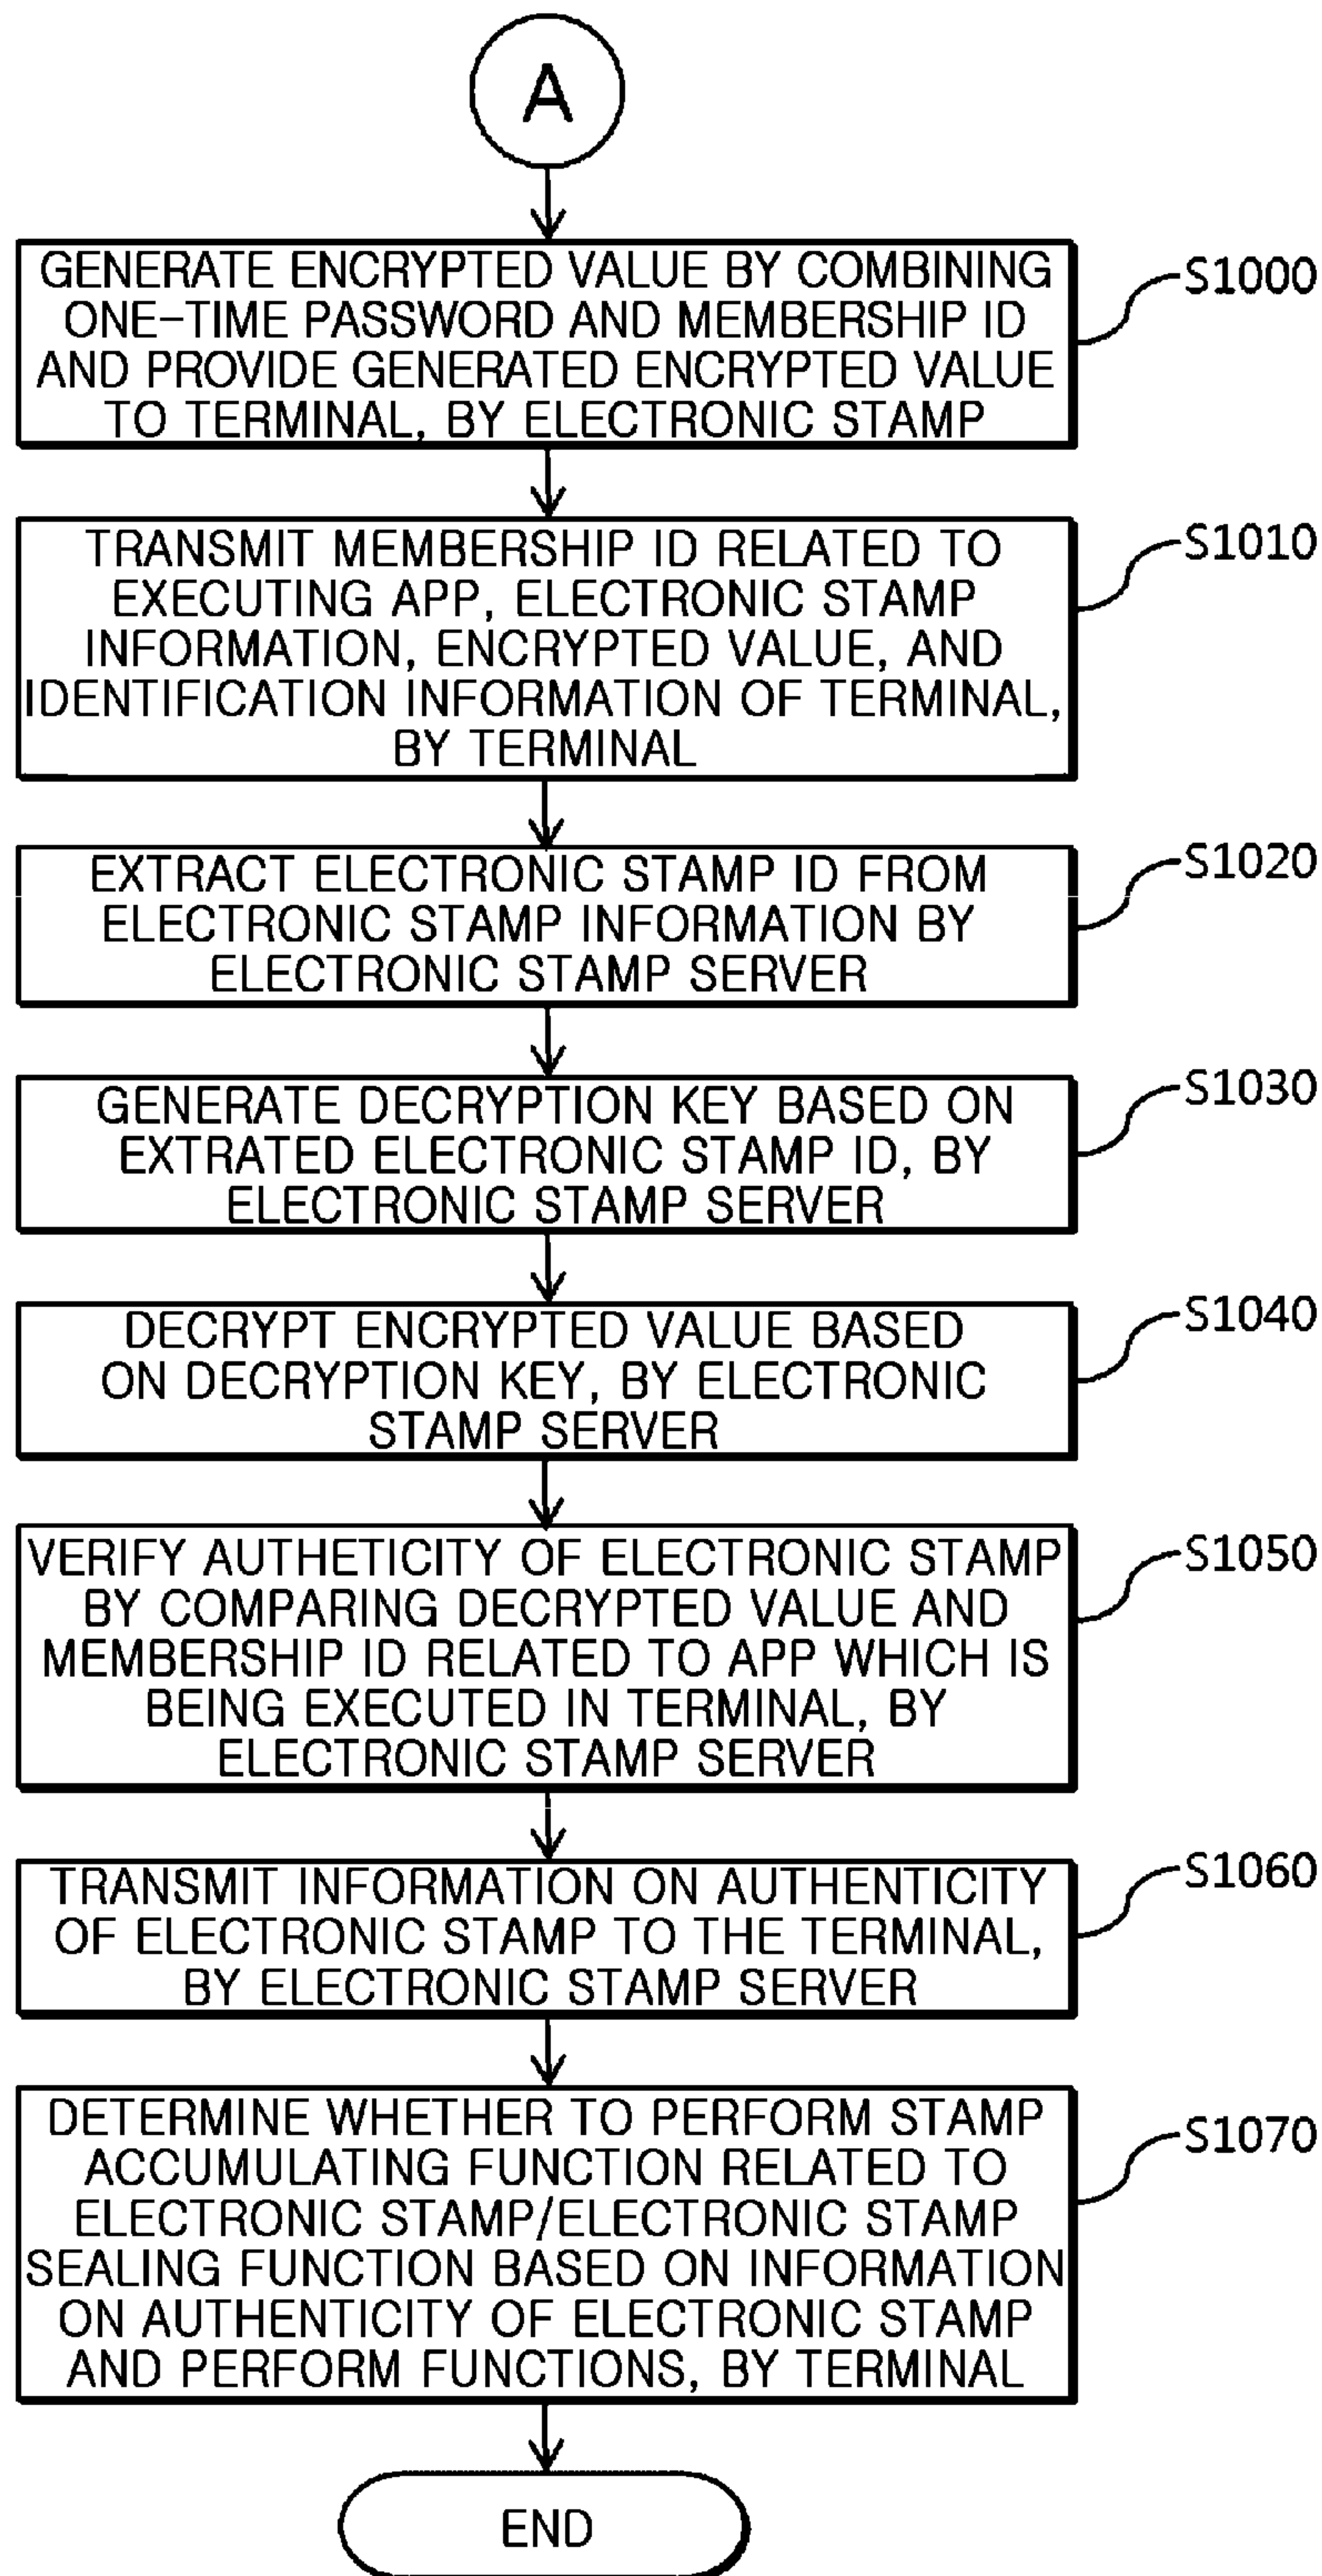 A
GENERATE ENCRYPTED VALUE BY COMBINING
ONE-TIME PASSWORD AND MEMBERSHIP ID
AND PROVIDE GENERATED ENCRYPTED VALUE
TO TERMINAL, BY ELECTRONIC STAMP
S1000
TRANSMIT MEMBERSHIP ID RELATED TO
EXECUTING APP, ELECTRONIC STAMP
INFORMATION, ENCRYPTED VALUE, AND
IDENTIFICATION INFORMATION OF TERMINAL,
BY TERMINAL
S1010
EXTRACT ELECTRONIC STAMP ID FROM
ELECTRONIC STAMP INFORMATION BY
ELECTRONIC STAMP SERVER
S1020
GENERATE DECRYPTION KEY BASED ON
EXTRATED ELECTRONIC STAMP ID, BY
ELECTRONIC STAMP SERVER
S1030
DECRYPT ENCRYPTED VALUE BASED
ON DECRYPTION KEY, BY ELECTRONIC
STAMP SERVER
S1040
VERIFY AUTHETICITY OF ELECTRONIC STAMP
BY COMPARING DECRYPTED VALUE AND
MEMBERSHIP ID RELATED TO APP WHICH IS
BEING EXECUTED IN TERMINAL, BY
ELECTRONIC STAMP SERVER
S1050
TRANSMIT INFORMATION ON AUTHENTICITY
OF ELECTRONIC STAMP TO THE TERMINAL,
BY ELECTRONIC STAMP SERVER
S1060
DETERMINE WHETHER TO PERFORM STAMP
ACCUMULATING FUNCTION RELATED TO
ELECTRONIC STAMP/ELECTRONIC STAMP
SEALING FUNCTION BASED ON INFORMATION
ON AUTHENTICITY OF ELECTRONIC STAMP
AND PERFORM FUNCTIONS, BY TERMINAL
S1070
END